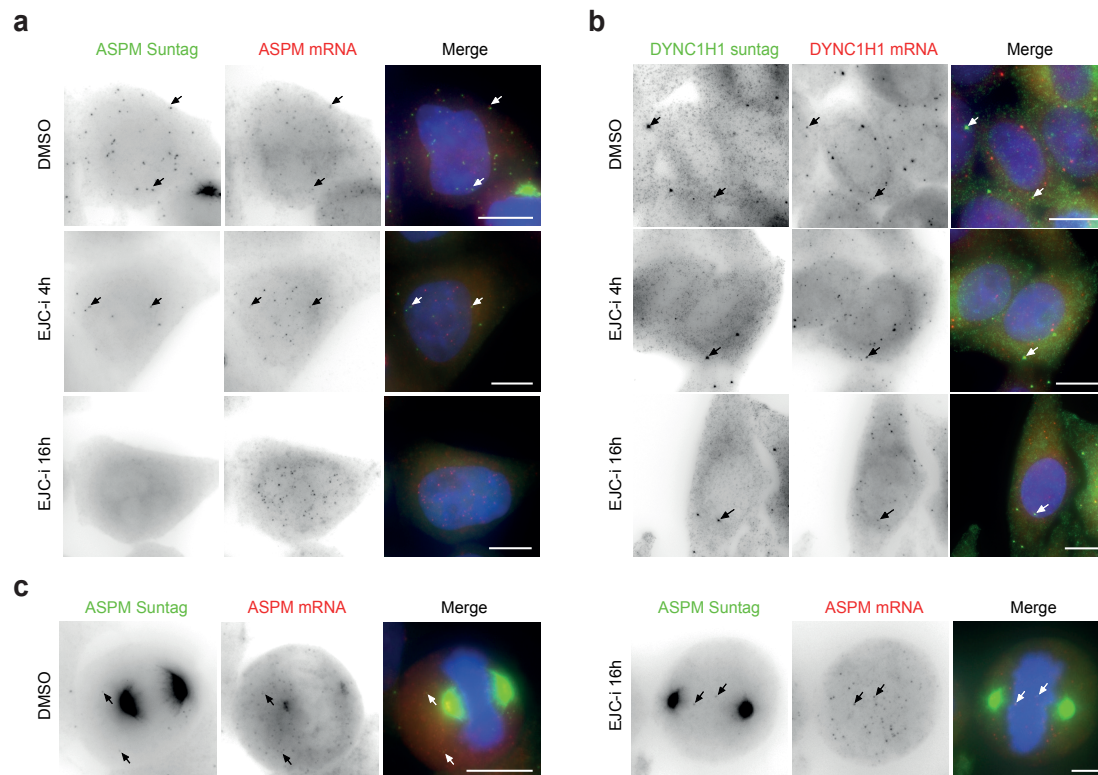 a
ASPM Suntag ASPM mRNA Merge
DMSO
EJC-i 4h
EJC-i 16h
b
DYNC1H1 suntag DYNC1H1 mRNA Merge
DMSO
EJC-i 4h
EJC-i 16h
c
ASPM Suntag ASPM mRNA Merge
DMSO
ASPM Suntag ASPM mRNA Merge
EJC-i 16h